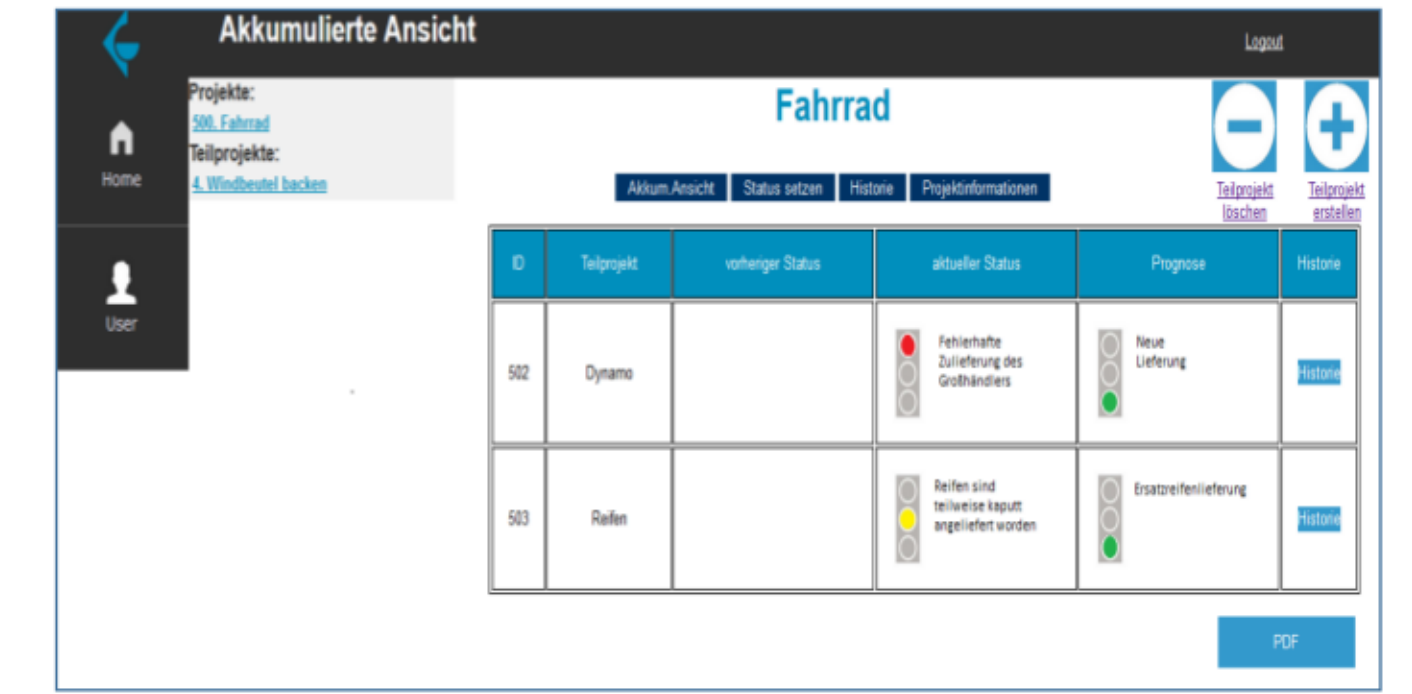 Akkumulierte Ansicht
Logout
Home
User
Projekte:
500. Fahrrad
Teilprojekte:
4. Windbeutel backen
Fahrrad
Akkum.Ansicht Status setzen Historie Projektinformationen
Teilprojekt
löschen
Teilprojekt
erstellen
ID Teilprojekt vorheriger Status aktueller Status Prognose Historie
502 Dynamo
Fehlerhafte
Zulieferung des
Großhändlers
Neue
Lieferung
Historie
503 Reifen
Reifen sind
teilweise kaputt
angeliefert worden
Ersatzreifenlieferung
Historie
PDF